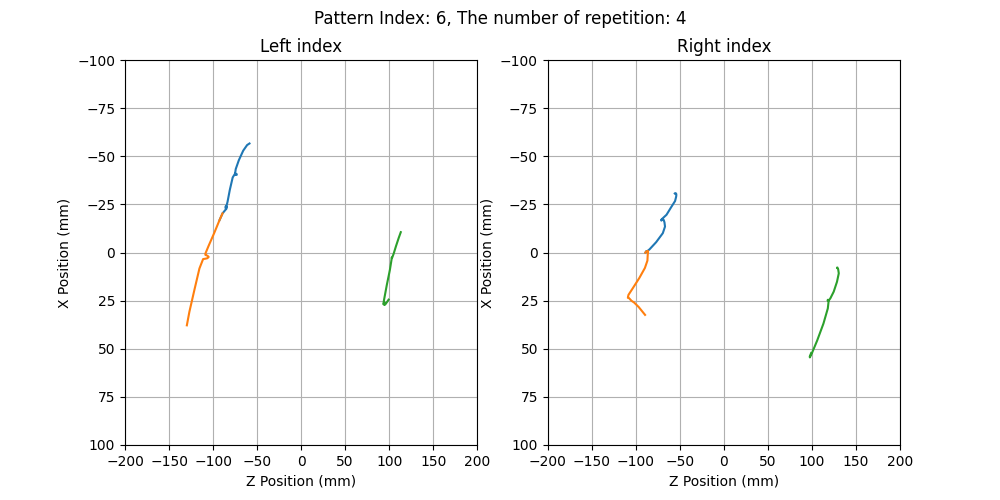 Pattern Index: 6, The number of repetition: 4
Left index
Right index
−100
−75
−50
−25
0
25
50
75
100
−200 −150 −100 −50 0 50 100 150 200
X Position (mm)
Z Position (mm)
−100
−75
−50
−25
0
25
50
75
100
−200 −150 −100 −50 0 50 100 150 200
X Position (mm)
Z Position (mm)